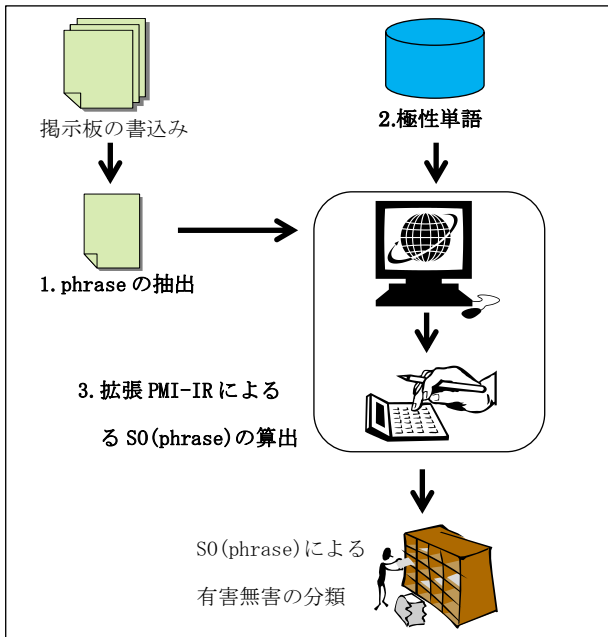 掲示板の書込み
2.極性単語
1.phraseの抽出
3.拡張PMI-IRによる
るSO(phrase)の算出
SO(phrase)による
有害無害の分類